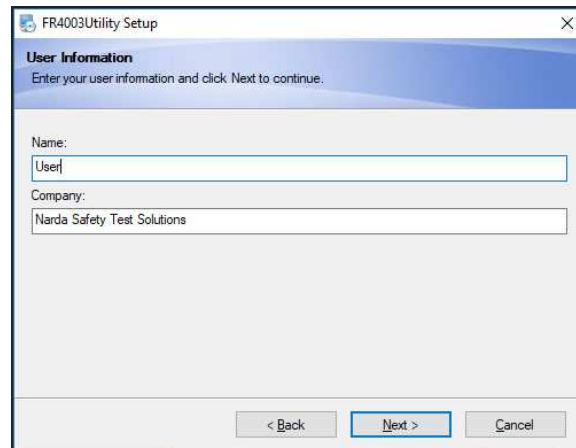 FR4003Utility Setup
User Information
Enter your user information and click Next to continue.
Name:
User
Company:
Narda Safety Test Solutions
< Back
Next >
Cancel